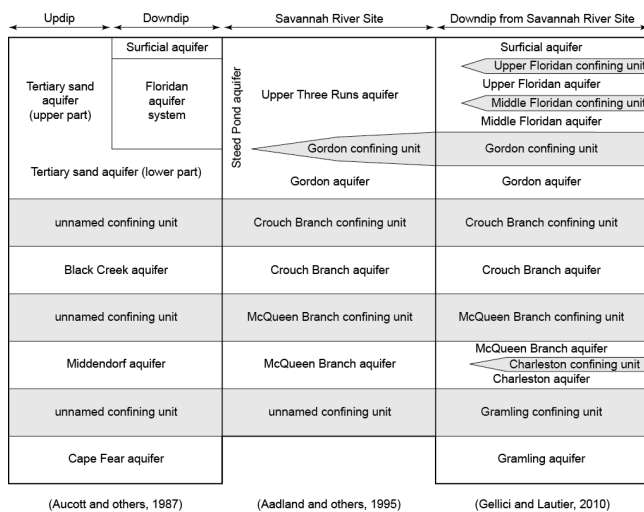 Updip
Downdip
Savannah River Site
Downdip from Savannah River Site
Surficial aquifer
Tertiary sand
aquifer
(upper part)
Floridan
aquifer
system
Tertiary sand aquifer (lower part)
unnamed confining unit
Black Creek aquifer
unnamed confining unit
Middendorf aquifer
unnamed confining unit
Cape Fear aquifer
(Aucott and others, 1987)
Steed Pond aquifer
Upper Three Runs aquifer
Gordon confining unit
Gordon aquifer
Crouch Branch confining unit
Crouch Branch aquifer
McQueen Branch confining unit
McQueen Branch aquifer
unnamed confining unit
(Aadland and others, 1995)
Surficial aquifer
Upper Floridan confining unit
Upper Floridan aquifer
Middle Floridan confining unit
Middle Floridan aquifer
Gordon confining unit
Gordon aquifer
Crouch Branch confining unit
Crouch Branch aquifer
McQueen Branch confining unit
McQueen Branch aquifer
Charleston confining unit
Charleston aquifer
Gramling confining unit
Gramling aquifer
(Gellici and Lautier, 2010)